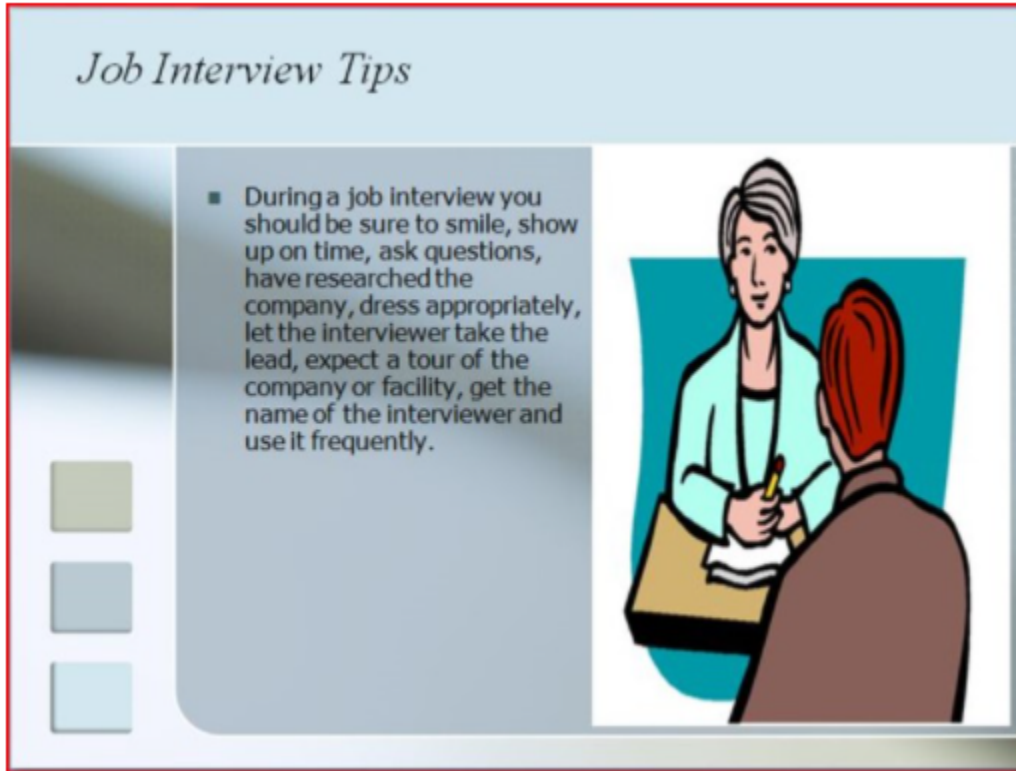 Job Interview Tips
During a job interview you
should be sure to smile, show
up on time, ask questions,
have researched the
company, dress appropriately,
let the interviewer take the
lead, expect a tour of the
company or facility, get the
name of the interviewer and
use it frequently.